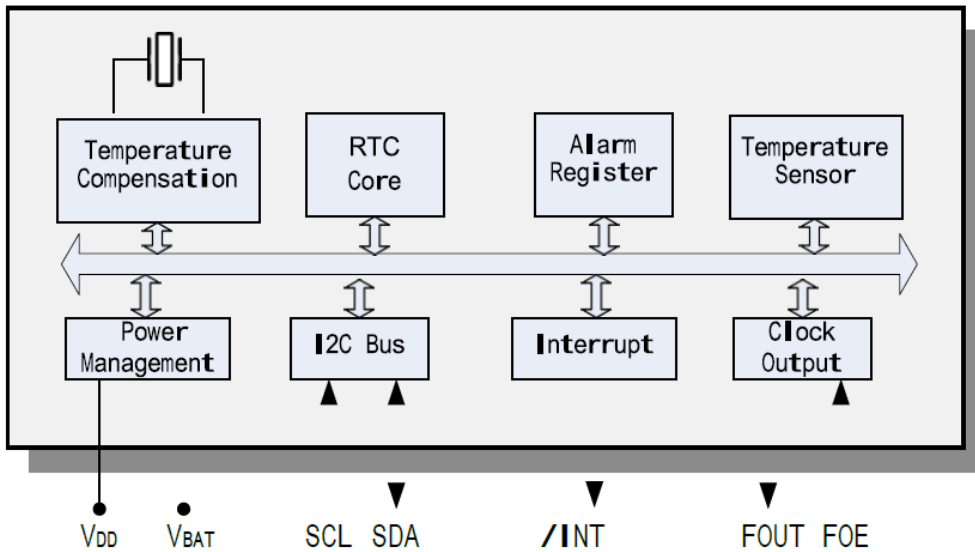 Temperature
Compensation
RTC
Core
Alarm
Register
Temperature
Sensor
Power
Management
I2C Bus
Interrupt
Clock
Output
VDD VBAT SCL SDA /INT FOUT FOE